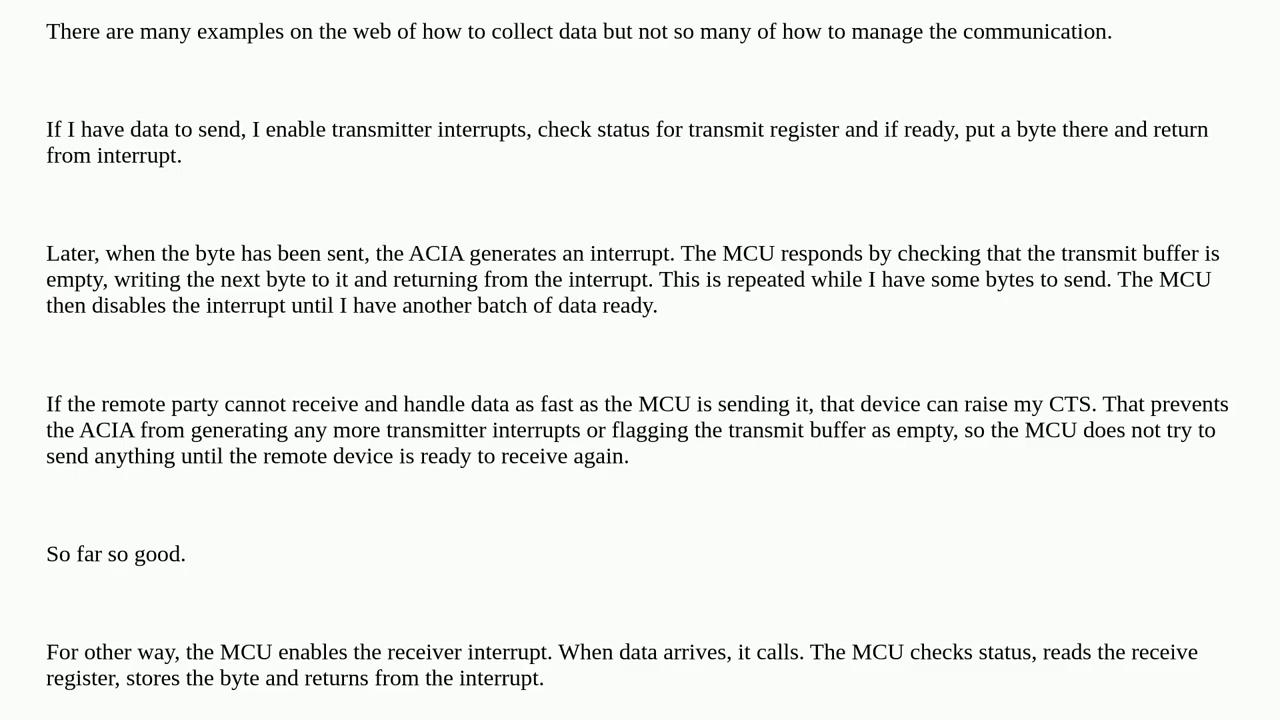 There are many examples on the web of how to collect data but not so many of how to manage the communication.
If I have data to send, I enable transmitter interrupts, check status for transmit register and if ready, put a byte there and return
from interrupt.
Later, when the byte has been sent, the ACIA generates an interrupt. The MCU responds by checking that the transmit buffer is
empty, writing the next byte to it and returning from the interrupt. This is repeated while I have some bytes to send. The MCU
then disables the interrupt until I have another batch of data ready.
If the remote party cannot receive and handle data as fast as the MCU is sending it, that device can raise my CTS. That prevents
the ACIA from generating any more transmitter interrupts or flagging the transmit buffer as empty, so the MCU does not try to
send anything until the remote device is ready to receive again.
So far so good.
For other way, the MCU enables the receiver interrupt. When data arrives, it calls. The MCU checks status, reads the receive
register, stores the byte and returns from the interrupt.